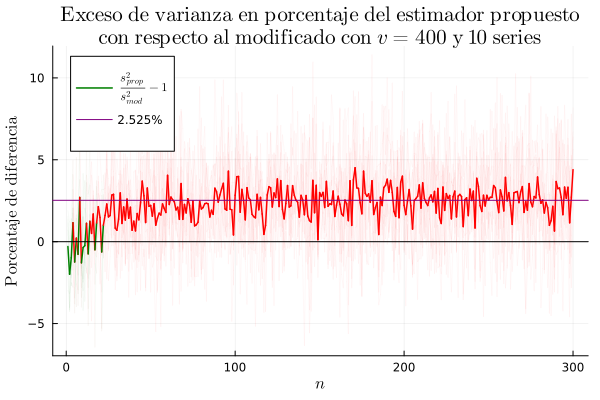 Exceso de varianza en porcentaje del estimador propuesto
con respecto al modificado con v = 400 y 10 series
s²prop / s²mod − 1
2.525%
Porcentaje de diferencia
10
5
0
−5
0 100 200 300
n